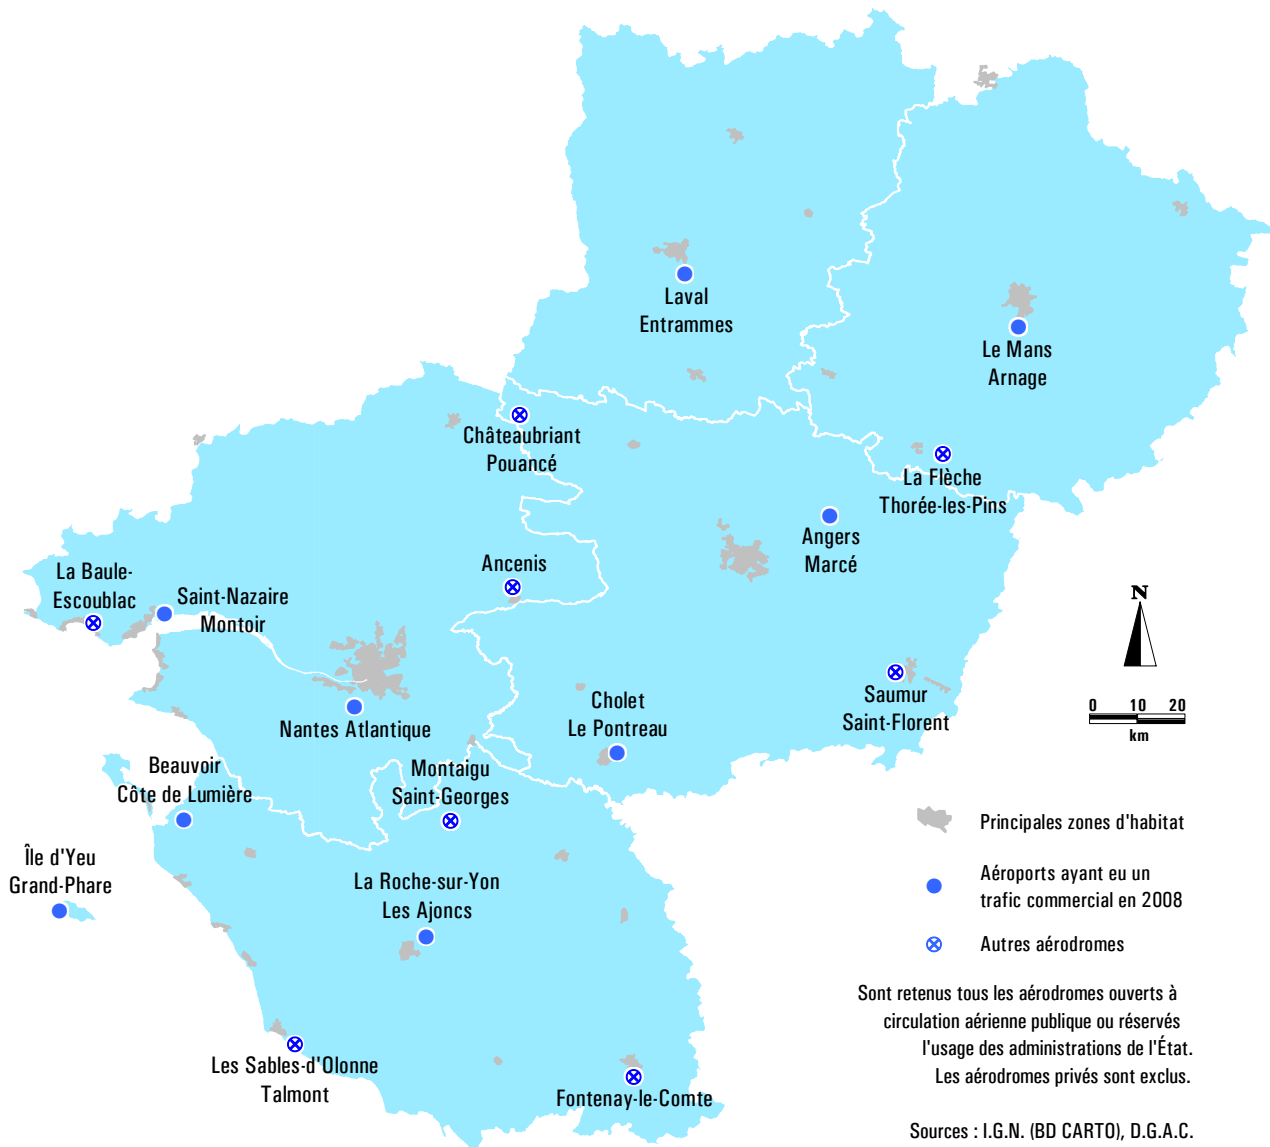 Laval
Entrammes
Le Mans
Arnage
Châteaubriant
Pouancé
La Flèche
Thorée-les-Pins
Angers
Marcé
Ancenis
La Baule-
Escoublac
Saint-Nazaire
Montoir
N
Saumur
Saint-Florent
Cholet
Le Pontreau
Nantes Atlantique
0 10 20
km
Beauvoir
Côte de Lumière
Montaigu
Saint-Georges
Île d'Yeu
Grand-Phare
La Roche-sur-Yon
Les Ajoncs
Les Sables-d'Olonne
Talmont
Fontenay-le-Comte
Principales zones d'habitat
Aéroports ayant eu un
trafic commercial en 2008
Autres aérodromes
Sont retenus tous les aérodromes ouverts à
circulation aérienne publique ou réservés
l'usage des administrations de l'État.
Les aérodromes privés sont exclus.
Sources : I.G.N. (BD CARTO), D.G.A.C.